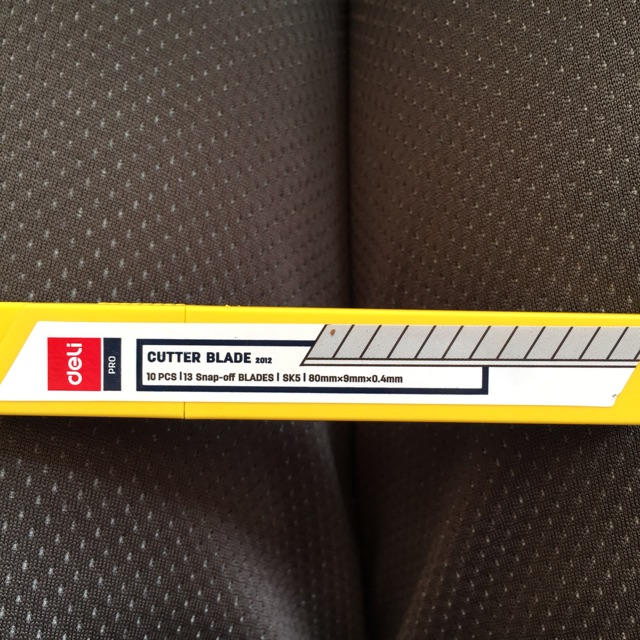 deli
PRO
CUTTER BLADE 2012
10 PCS | 13 Snap-off BLADES | SK5 | 80mm×9mm×0.4mm